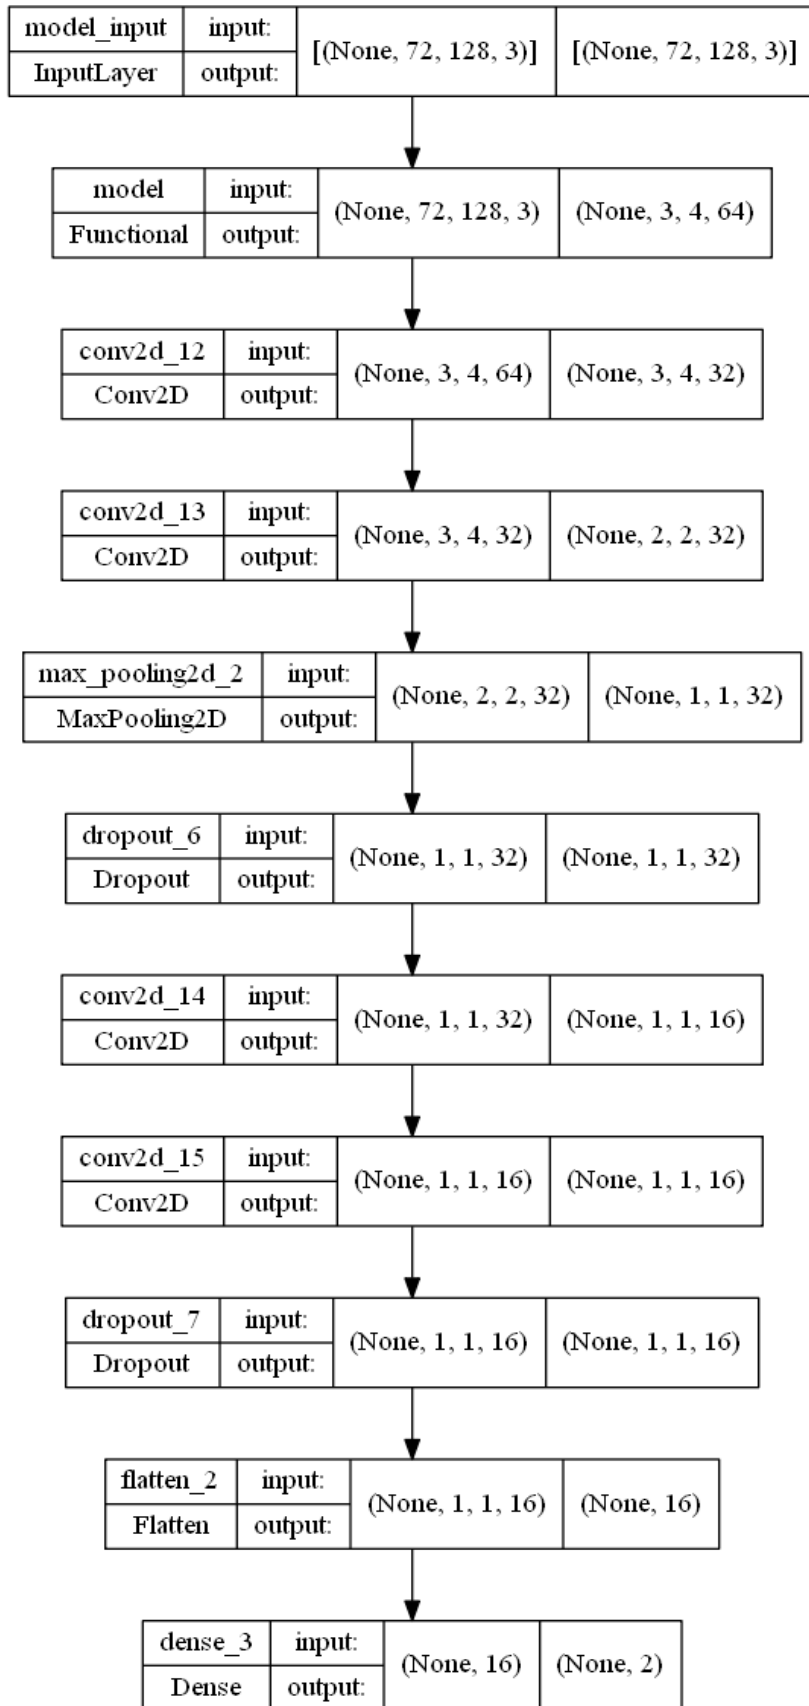 model_input input: [(None, 72, 128, 3)] [(None, 72, 128, 3)]
InputLayer output:
model input: (None, 72, 128, 3) (None, 3, 4, 64)
Functional output:
conv2d_12 input: (None, 3, 4, 64) (None, 3, 4, 32)
Conv2D output:
conv2d_13 input: (None, 3, 4, 32) (None, 2, 2, 32)
Conv2D output:
max_pooling2d_2 input: (None, 2, 2, 32) (None, 1, 1, 32)
MaxPooling2D output:
dropout_6 input: (None, 1, 1, 32) (None, 1, 1, 32)
Dropout output:
conv2d_14 input: (None, 1, 1, 32) (None, 1, 1, 16)
Conv2D output:
conv2d_15 input: (None, 1, 1, 16) (None, 1, 1, 16)
Conv2D output:
dropout_7 input: (None, 1, 1, 16) (None, 1, 1, 16)
Dropout output:
flatten_2 input: (None, 1, 1, 16) (None, 16)
Flatten output:
dense_3 input: (None, 16) (None, 2)
Dense output: